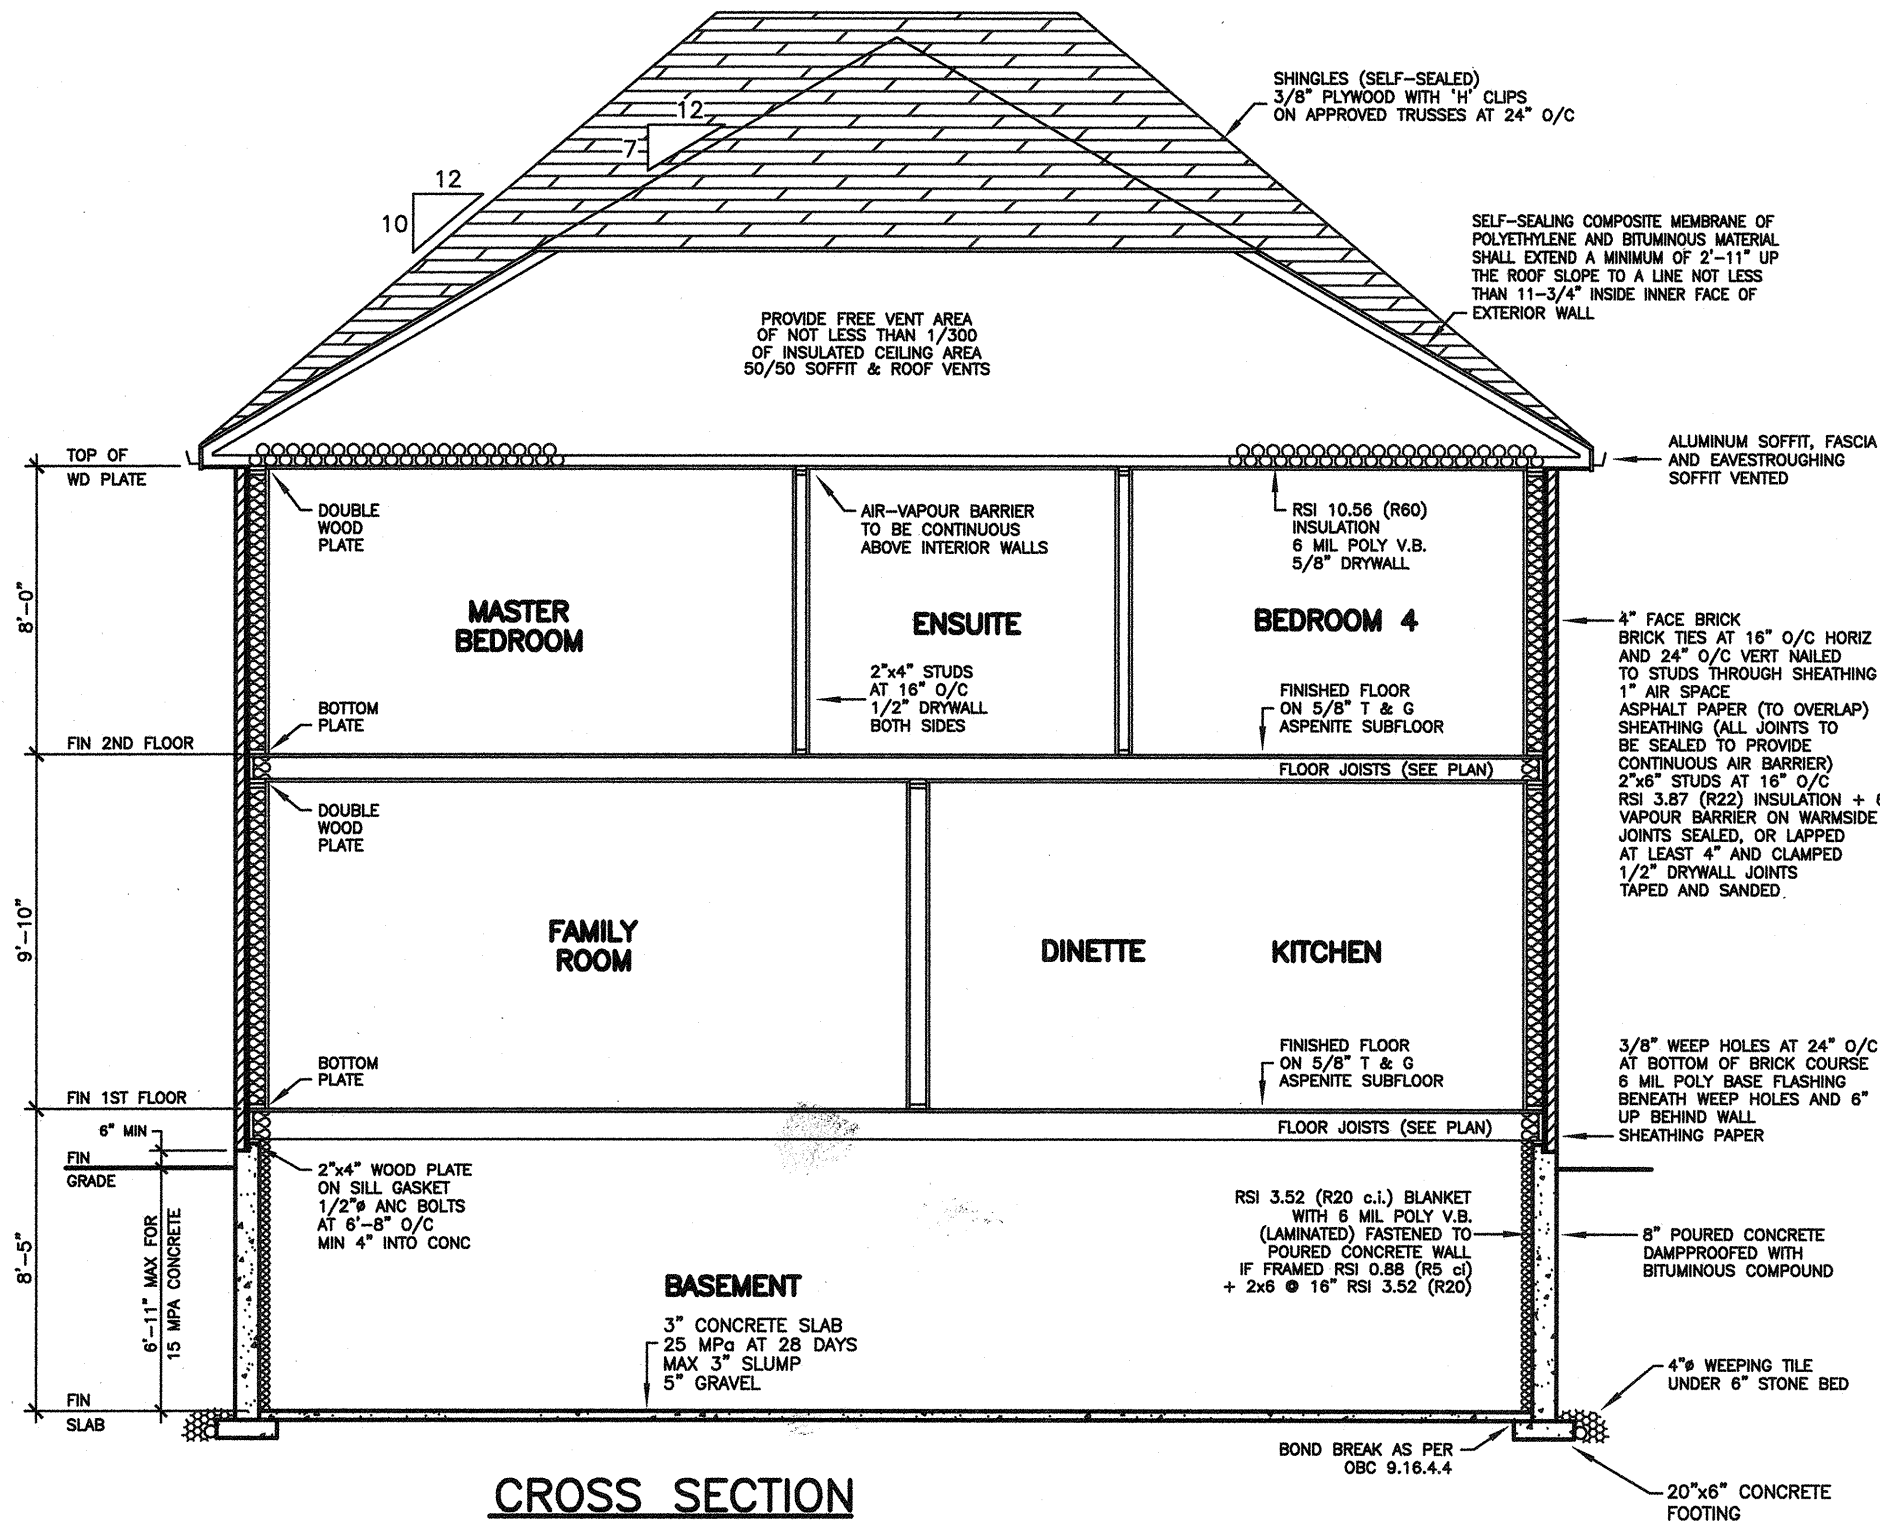 SHINGLES (SELF-SEALED)
3/8" PLYWOOD WITH 'H' CLIPS
ON APPROVED TRUSSES AT 24" O/C
12
7
12
10
SELF-SEALING COMPOSITE MEMBRANE OF
POLYETHYLENE AND BITUMINOUS MATERIAL
SHALL EXTEND A MINIMUM OF 2'-11" UP
THE ROOF SLOPE TO A LINE NOT LESS
THAN 11-3/4" INSIDE INNER FACE OF
EXTERIOR WALL
PROVIDE FREE VENT AREA
OF NOT LESS THAN 1/300
OF INSULATED CEILING AREA
50/50 SOFFIT & ROOF VENTS
TOP OF
WD PLATE
ALUMINUM SOFFIT, FASCIA
AND EAVESTROUGHING
SOFFIT VENTED
DOUBLE
WOOD
PLATE
AIR-VAPOUR BARRIER
TO BE CONTINUOUS
ABOVE INTERIOR WALLS
RSI 10.56 (R60)
INSULATION
6 MIL POLY V.B.
5/8" DRYWALL
8'-0"
MASTER
BEDROOM
ENSUITE
BEDROOM 4
2"x4" STUDS
AT 16" O/C
1/2" DRYWALL
BOTH SIDES
BOTTOM
PLATE
FINISHED FLOOR
ON 5/8" T & G
ASPENITE SUBFLOOR
4" FACE BRICK
BRICK TIES AT 16" O/C HORIZ
AND 24" O/C VERT NAILED
TO STUDS THROUGH SHEATHING
1" AIR SPACE
ASPHALT PAPER (TO OVERLAP)
SHEATHING (ALL JOINTS TO
BE SEALED TO PROVIDE
CONTINUOUS AIR BARRIER)
2"x6" STUDS AT 16" O/C
RSI 3.87 (R22) INSULATION +
VAPOUR BARRIER ON WARMSIDE
JOINTS SEALED, OR LAPPED
AT LEAST 4" AND CLAMPED
1/2" DRYWALL JOINTS
TAPED AND SANDED
FIN 2ND FLOOR
FLOOR JOISTS (SEE PLAN)
DOUBLE
WOOD
PLATE
9'-10"
FAMILY
ROOM
DINETTE
KITCHEN
BOTTOM
PLATE
FINISHED FLOOR
ON 5/8" T & G
ASPENITE SUBFLOOR
3/8" WEEP HOLES AT 24" O/C
AT BOTTOM OF BRICK COURSE
6 MIL POLY BASE FLASHING
BENEATH WEEP HOLES AND 6"
UP BEHIND WALL
SHEATHING PAPER
FIN 1ST FLOOR
6" MIN
FIN
GRADE
FLOOR JOISTS (SEE PLAN)
2"x4" WOOD PLATE
ON SILL GASKET
1/2"ø ANC BOLTS
AT 6'-8" O/C
MIN 4" INTO CONC
RSI 3.52 (R20 c.i.) BLANKET
WITH 6 MIL POLY V.B.
(LAMINATED) FASTENED TO
POURED CONCRETE WALL
IF FRAMED RSI 0.88 (R5 ci)
+ 2x6 @ 16" RSI 3.52 (R20)
8" POURED CONCRETE
DAMPPROOFED WITH
BITUMINOUS COMPOUND
8'-5"
6'-11" MAX FOR
15 MPA CONCRETE
BASEMENT
3" CONCRETE SLAB
25 MPa AT 28 DAYS
MAX 3" SLUMP
5" GRAVEL
4"ø WEEPING TILE
UNDER 6" STONE BED
FIN
SLAB
BOND BREAK AS PER
OBC 9.16.4.4
20"x6" CONCRETE
FOOTING
CROSS SECTION